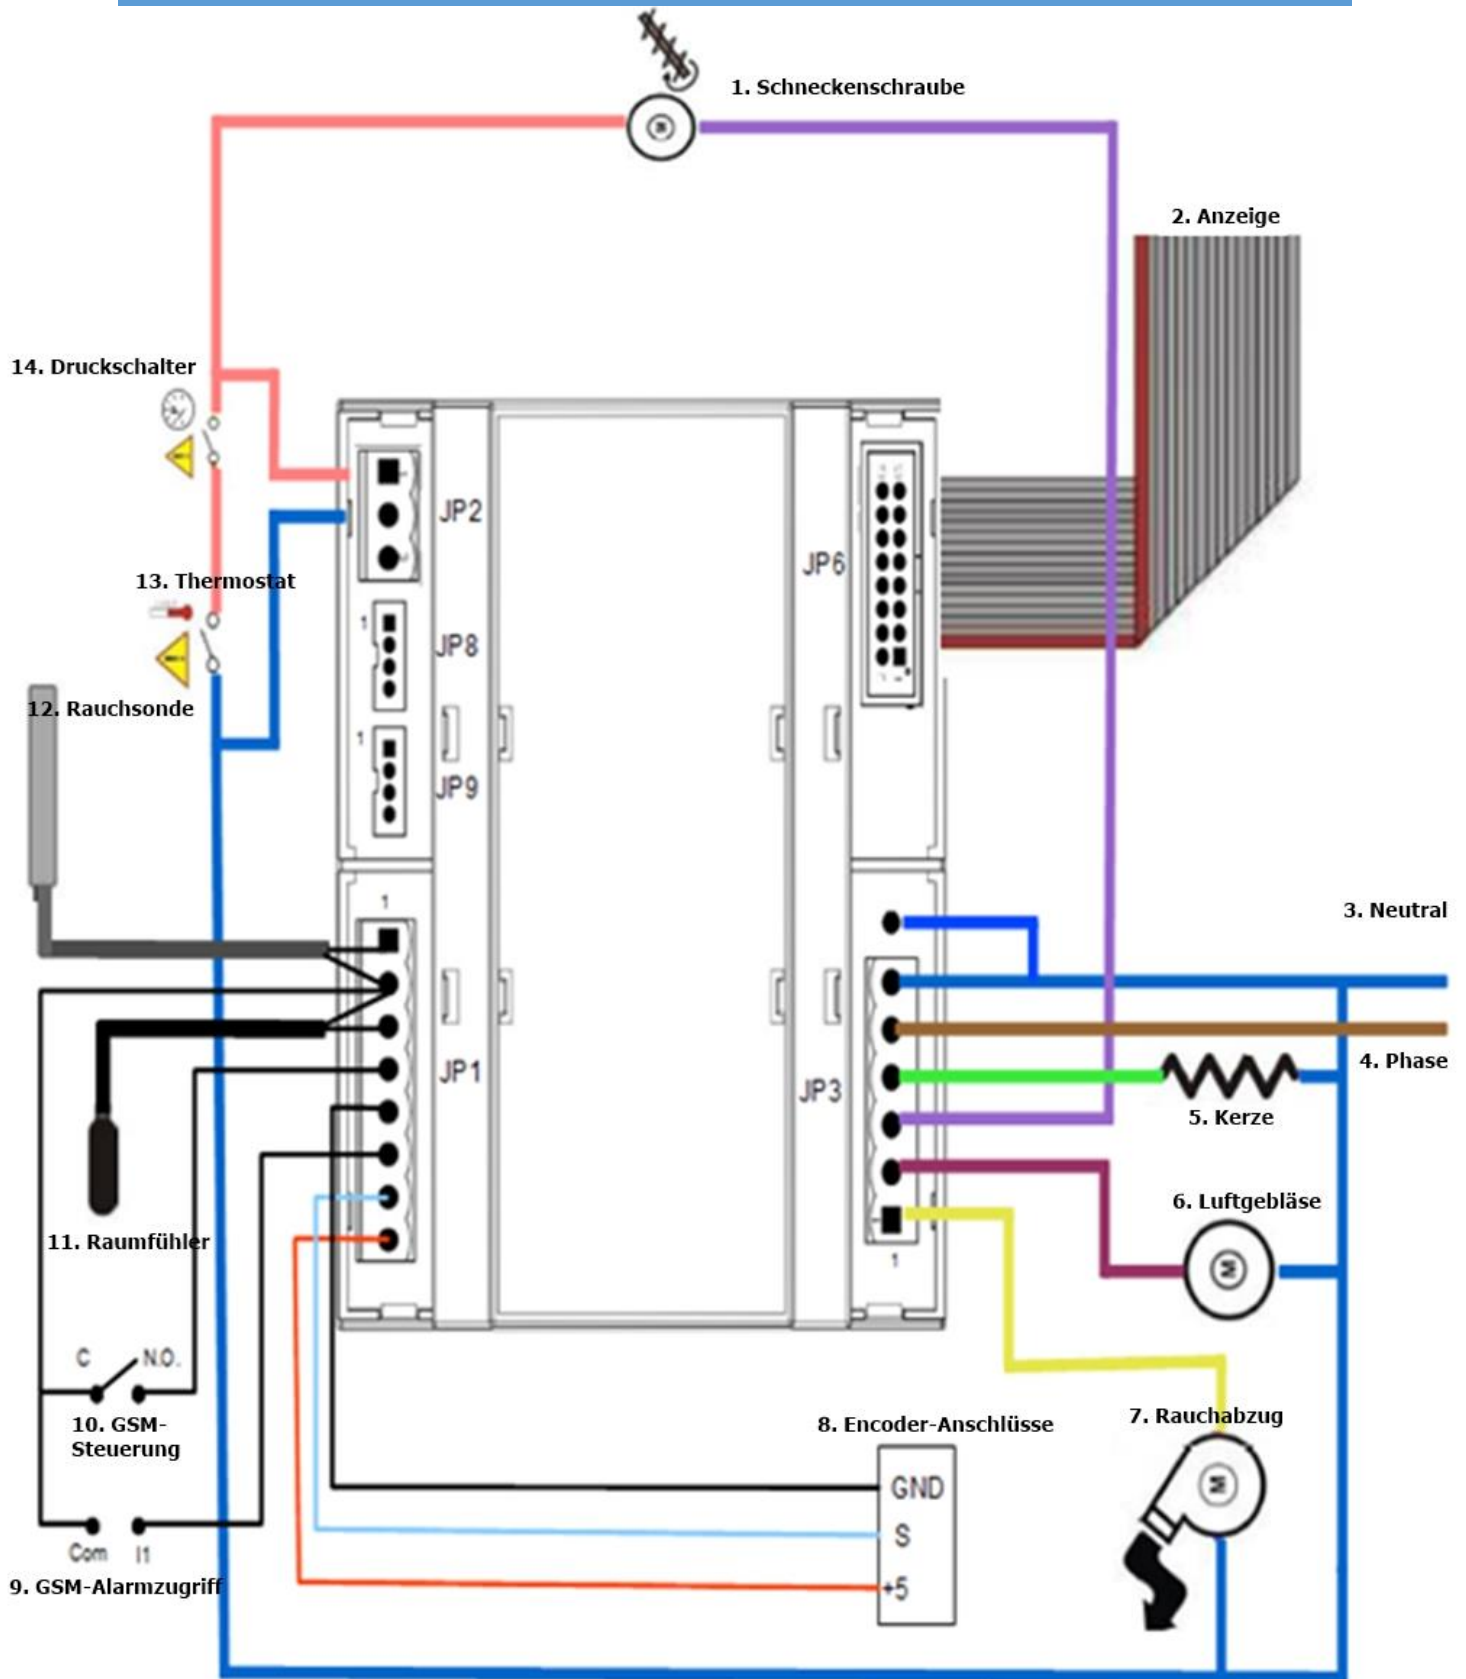 1. Schneckenschraube
2. Anzeige
14. Druckschalter
JP2
JP6
13. Thermostat
1
JP8
12. Rauchsonde
1
JP9
1
3. Neutral
4. Phase
JP1
JP3
5. Kerze
6. Luftgebläse
M
11. Raumfühler
1
C
N.O.
10. GSM-
Steuerung
7. Rauchabzug
M
8. Encoder-Anschlüsse
GND
S
+5
Com
I1
9. GSM-Alarmzugriff